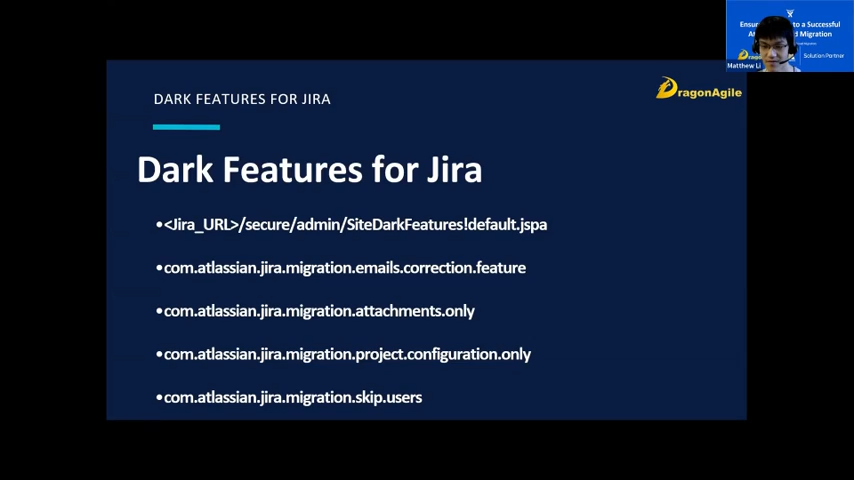 Ensur
to a Successful
Migration
Solution Partner
Matthew Li
DragonAgile
DARK FEATURES FOR JIRA
Dark Features for Jira
•<Jira_URL>/secure/admin/SiteDarkFeatures!default.jspa
•com.atlassian.jira.migration.emails.correction.feature
•com.atlassian.jira.migration.attachments.only
•com.atlassian.jira.migration.project.configuration.only
•com.atlassian.jira.migration.skip.users